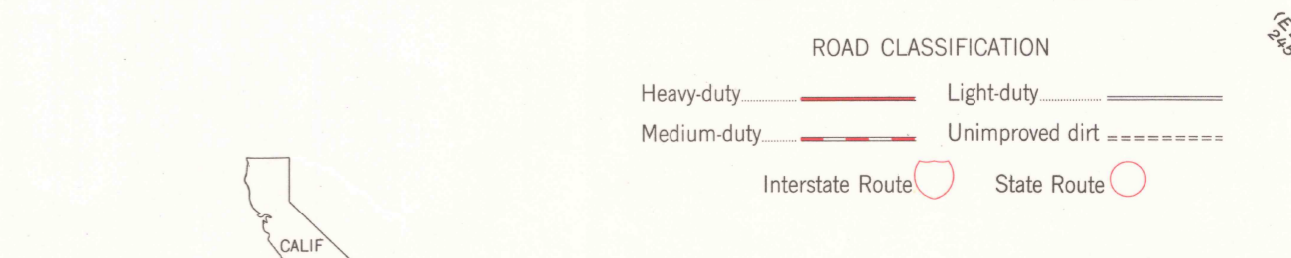 ROAD CLASSIFICATION
Heavy-duty Light-duty
Medium-duty Unimproved dirt
Interstate Route State Route
CALIF